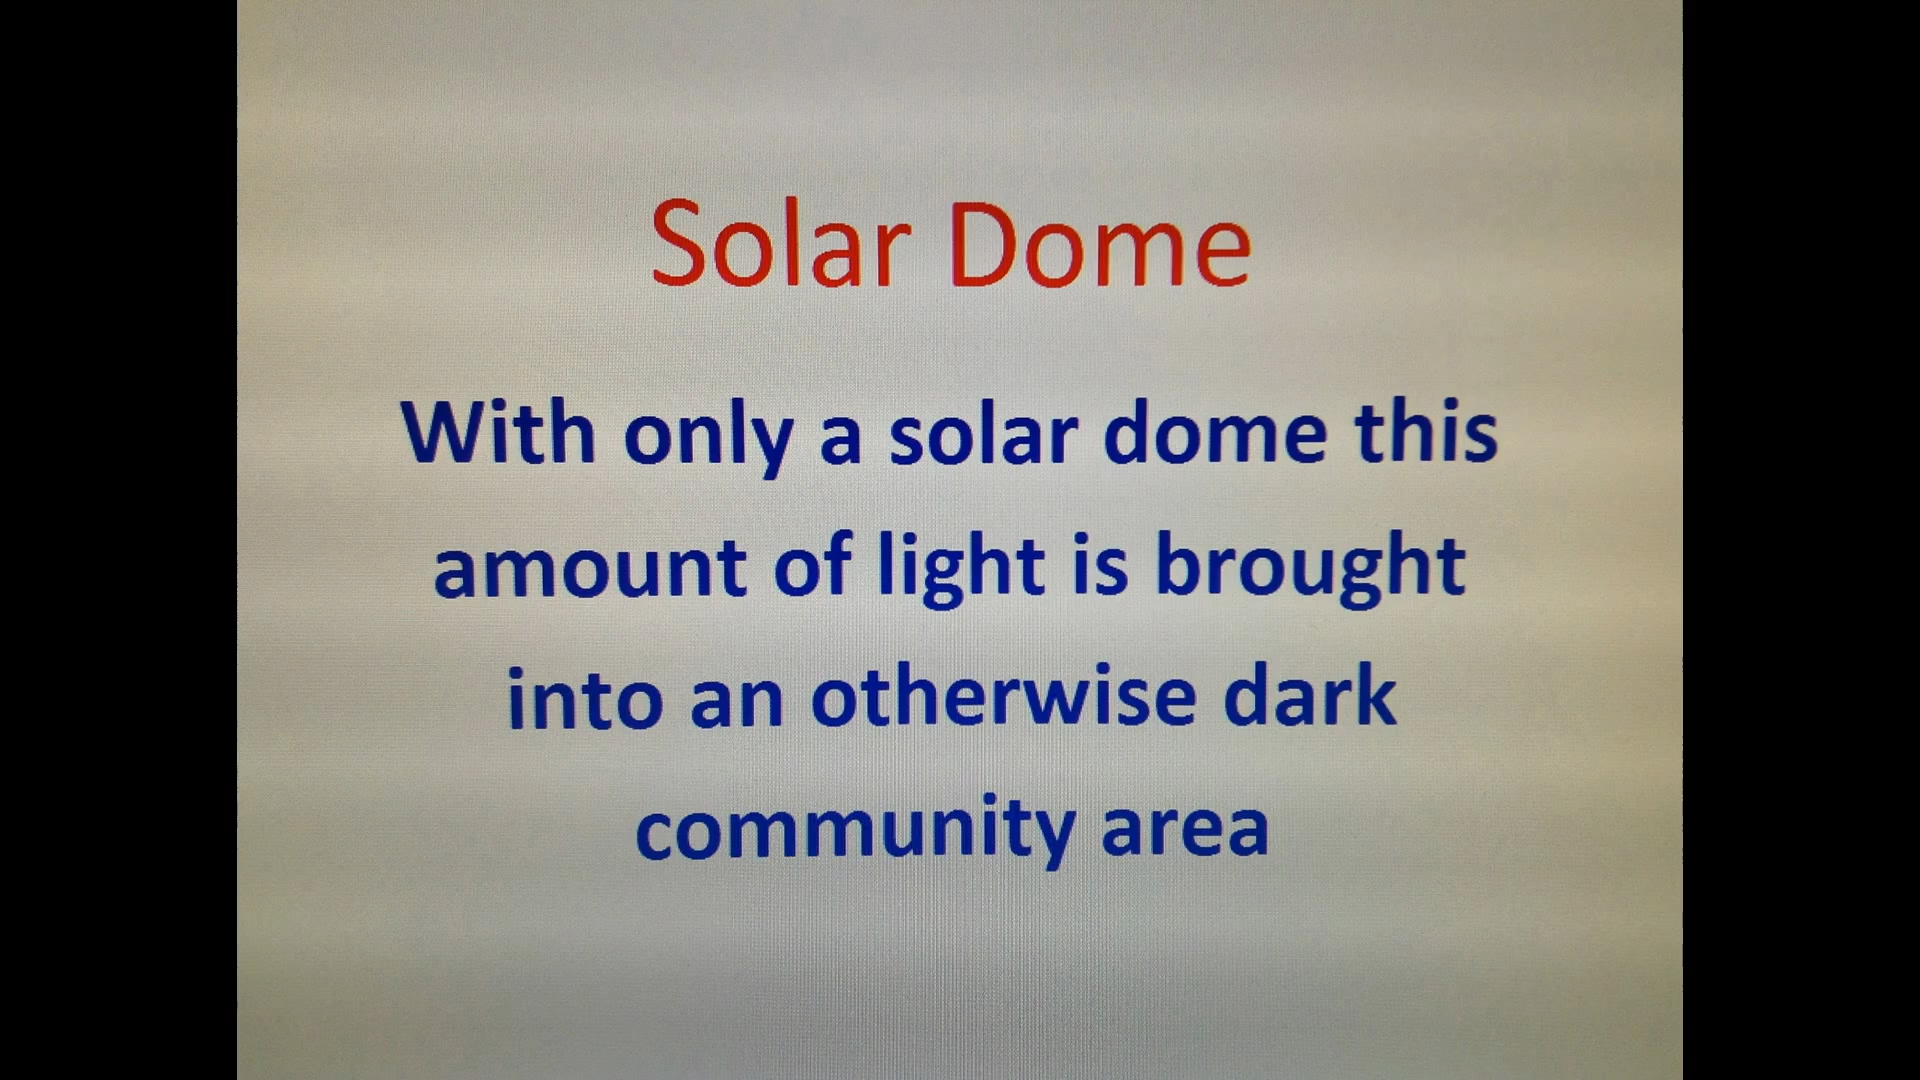 Solar Dome
With only a solar dome this
amount of light is brought
into an otherwise dark
community area